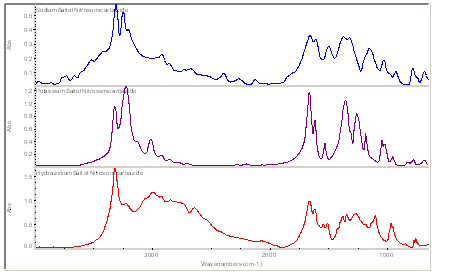 Sodium Salt of Nitrosemicarbazide
0.5
0.4
0.3
0.2
0.1
Abs
Potassium Salt of Nitrosemicarbazide
1.2
1.0
0.8
0.6
0.4
0.2
Abs
Hydrazinium Salt of Nitrosemicarbazide
1.5
1.0
0.5
0.0
Abs
3000
2000
1000
Wavenumbers (cm-1)